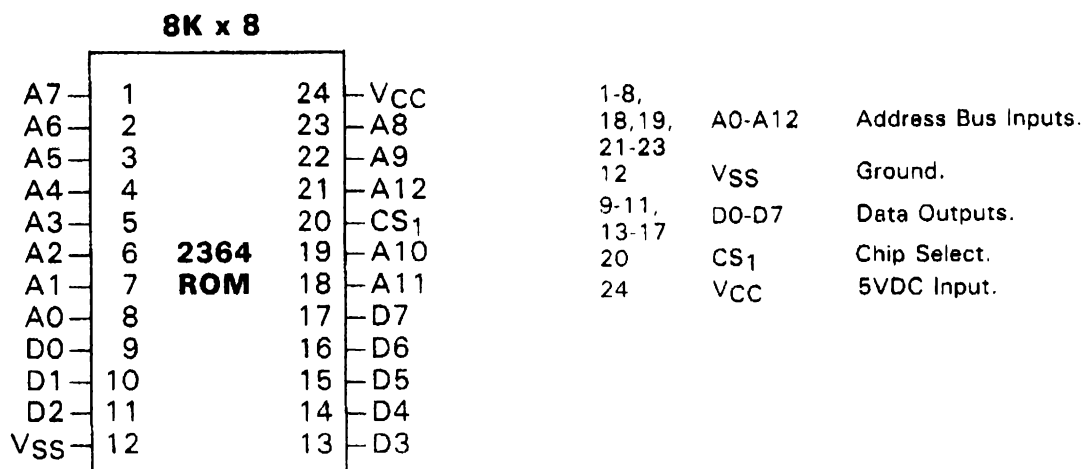 8K x 8
A7 1 24 VCC
A6 2 23 A8
A5 3 22 A9
A4 4 21 A12
A3 5 20 CS1
A2 6 2364 19 A10
A1 7 ROM 18 A11
A0 8 17 D7
D0 9 16 D6
D1 10 15 D5
D2 11 14 D4
VSS 12 13 D3
1-8,
18,19, A0-A12 Address Bus Inputs.
21-23
12 VSS Ground.
9-11,
13-17 D0-D7 Data Outputs.
20 CS1 Chip Select.
24 VCC 5VDC Input.